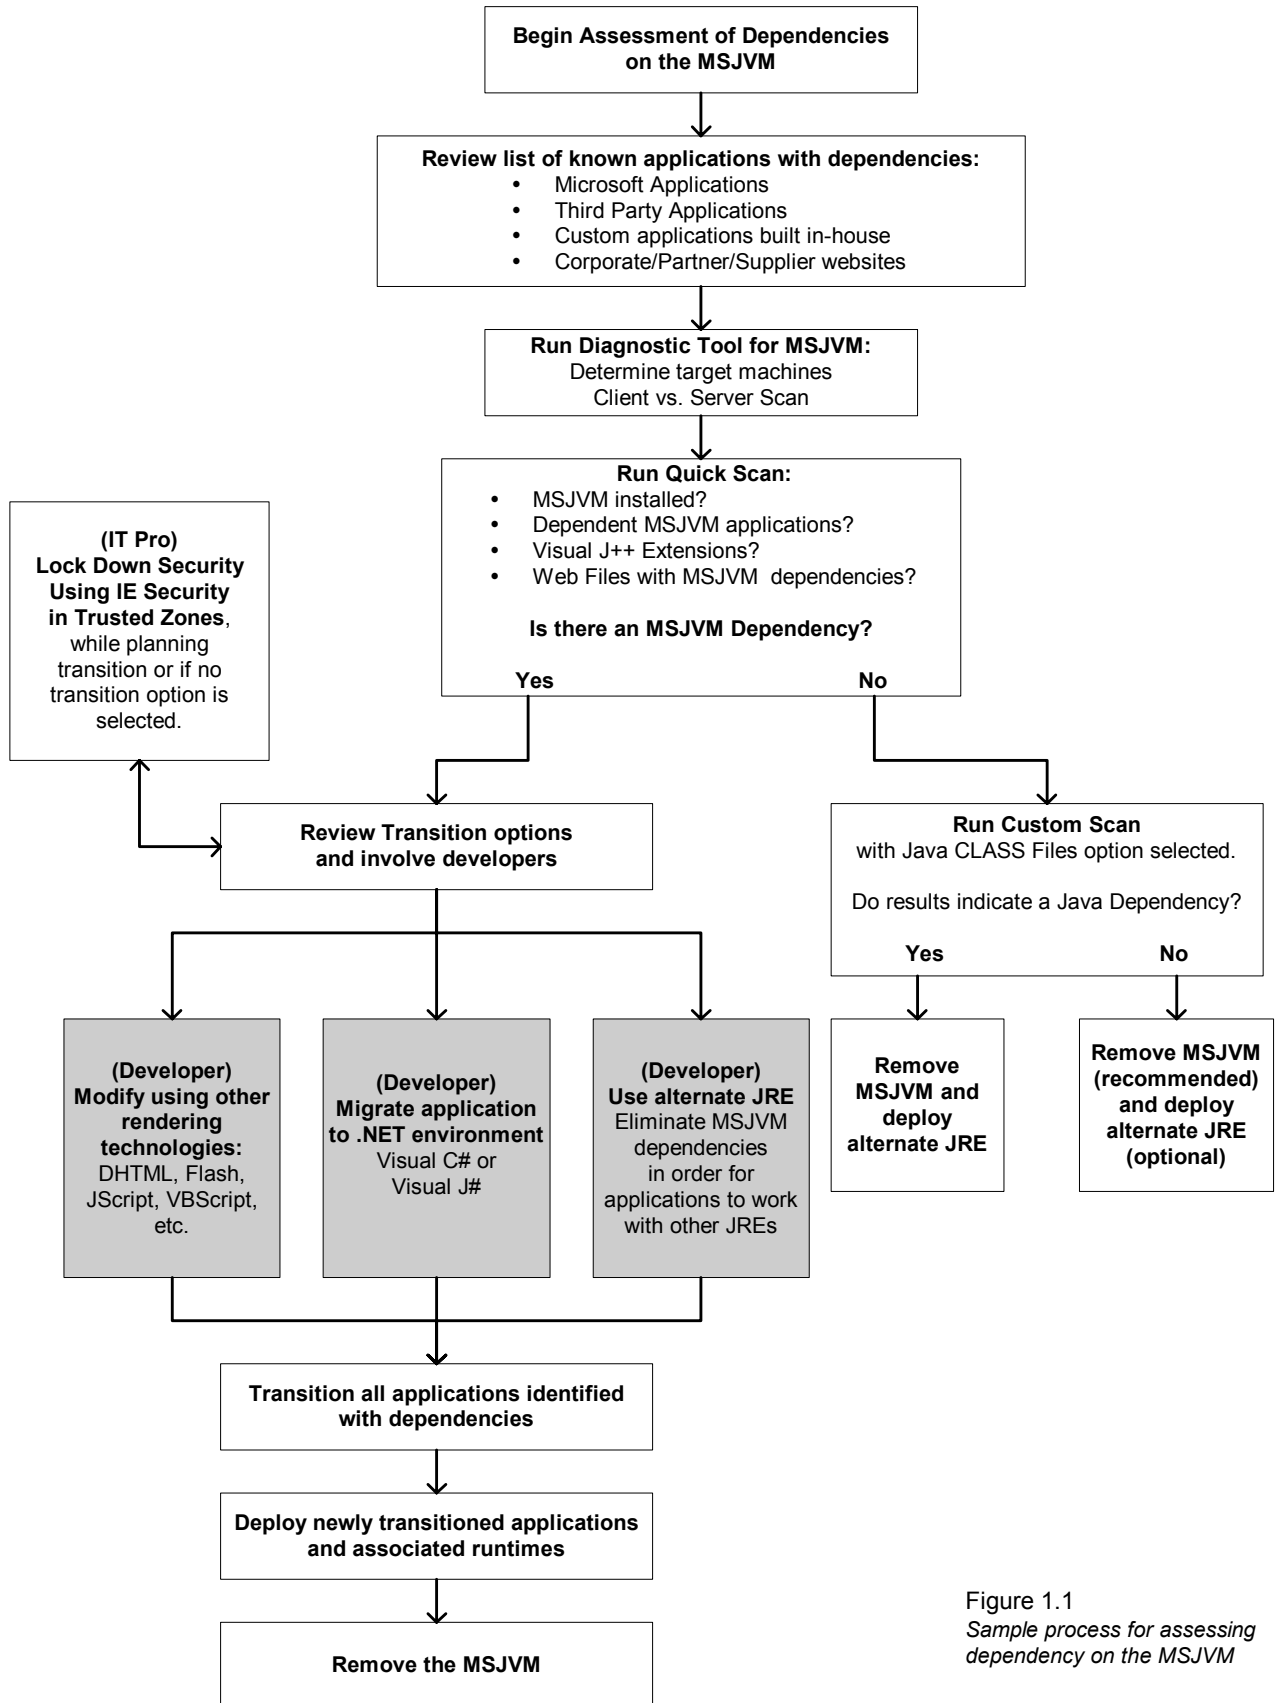 Begin Assessment of Dependencies
on the MSJVM
Review list of known applications with dependencies:
• Microsoft Applications
• Third Party Applications
• Custom applications built in-house
• Corporate/Partner/Supplier websites
Run Diagnostic Tool for MSJVM:
Determine target machines
Client vs. Server Scan
Run Quick Scan:
• MSJVM installed?
• Dependent MSJVM applications?
• Visual J++ Extensions?
• Web Files with MSJVM dependencies?
Is there an MSJVM Dependency?
Yes
No
(IT Pro)
Lock Down Security
Using IE Security
in Trusted Zones,
while planning
transition or if no
transition option is
selected.
Review Transition options
and involve developers
Run Custom Scan
with Java CLASS Files option selected.
Do results indicate a Java Dependency?
Yes
No
(Developer)
Modify using other
rendering
technologies:
DHTML, Flash,
JScript, VBScript,
etc.
(Developer)
Migrate application
to .NET environment
Visual C# or
Visual J#
(Developer)
Use alternate JRE
Eliminate MSJVM
dependencies
in order for
applications to work
with other JREs
Remove
MSJVM and
deploy
alternate JRE
Remove MSJVM
(recommended)
and deploy
alternate JRE
(optional)
Transition all applications identified
with dependencies
Deploy newly transitioned applications
and associated runtimes
Remove the MSJVM
Figure 1.1
Sample process for assessing
dependency on the MSJVM